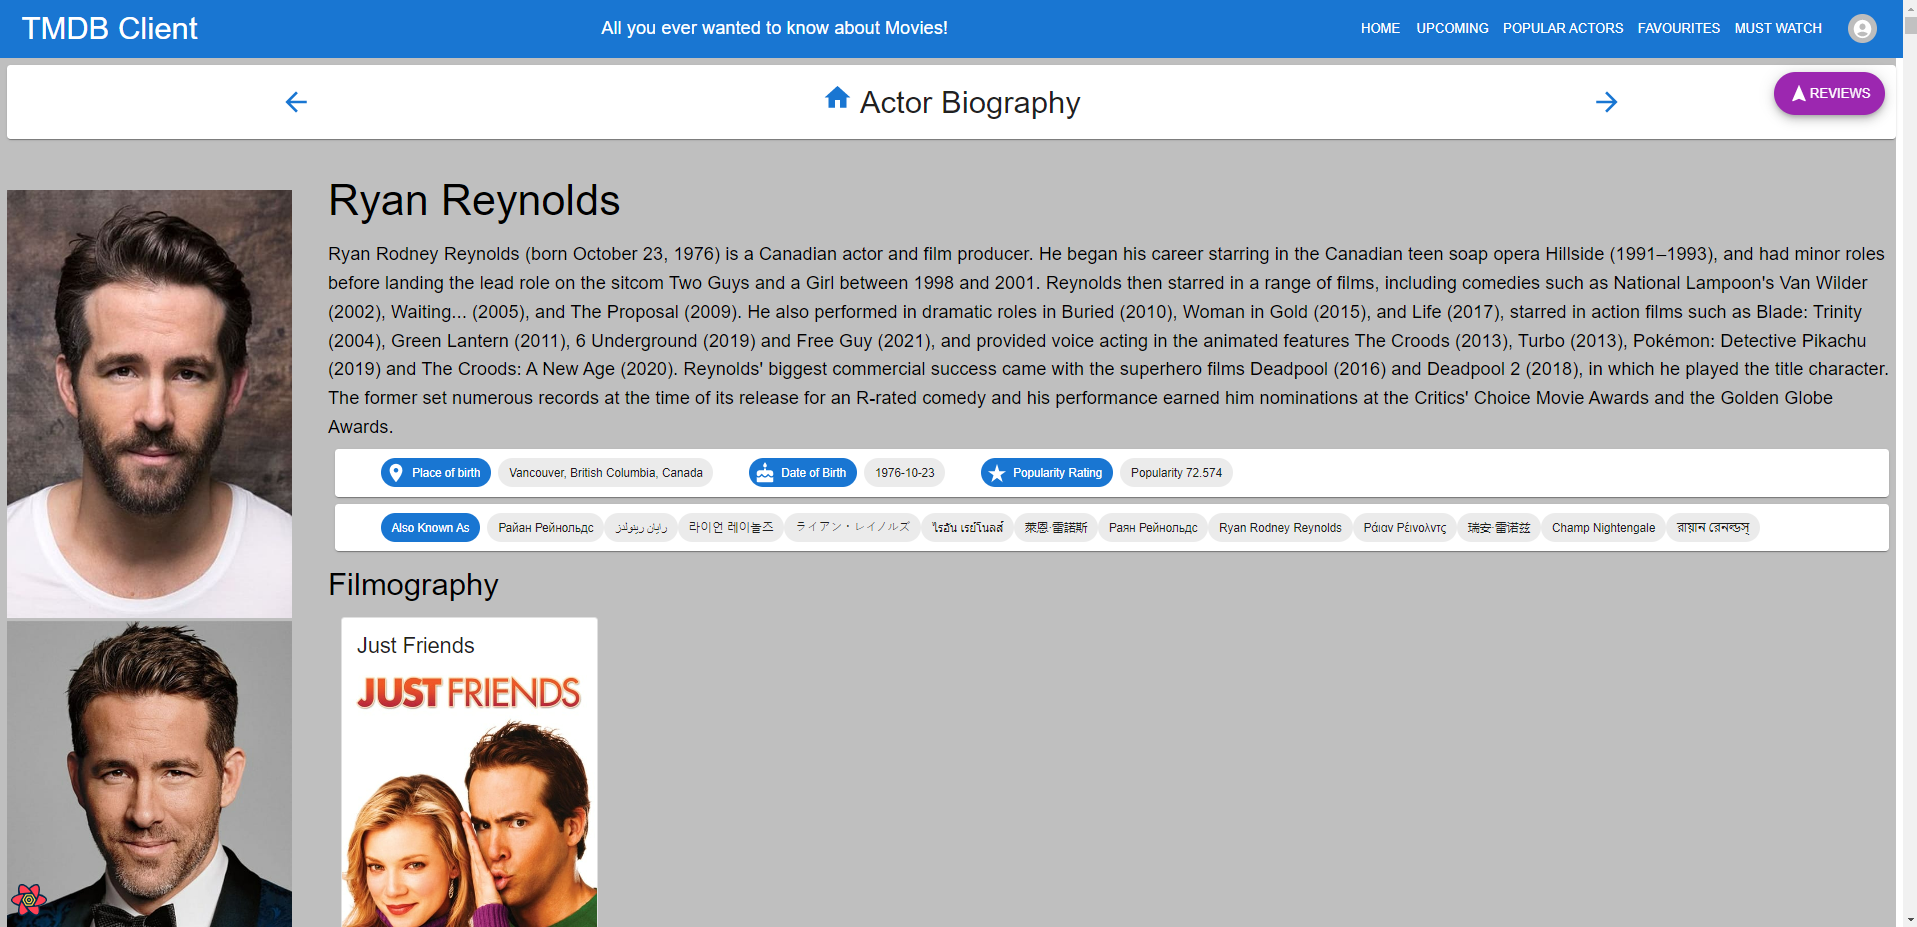 TMDB Client
All you ever wanted to know about Movies!
HOME UPCOMING POPULAR ACTORS FAVOURITES MUST WATCH
Actor Biography
REVIEWS
Ryan Reynolds
Ryan Rodney Reynolds (born October 23, 1976) is a Canadian actor and film producer. He began his career starring in the Canadian teen soap opera Hillside (1991–1993), and had minor roles
before landing the lead role on the sitcom Two Guys and a Girl between 1998 and 2001. Reynolds then starred in a range of films, including comedies such as National Lampoon's Van Wilder
(2002), Waiting... (2005), and The Proposal (2009). He also performed in dramatic roles in Buried (2010), Woman in Gold (2015), and Life (2017), starred in action films such as Blade: Trinity
(2004), Green Lantern (2011), 6 Underground (2019) and Free Guy (2021), and provided voice acting in the animated features The Croods (2013), Turbo (2013), Pokémon: Detective Pikachu
(2019) and The Croods: A New Age (2020). Reynolds' biggest commercial success came with the superhero films Deadpool (2016) and Deadpool 2 (2018), in which he played the title character.
The former set numerous records at the time of its release for an R-rated comedy and his performance earned him nominations at the Critics' Choice Movie Awards and the Golden Globe
Awards.
Place of birth Vancouver, British Columbia, Canada Date of Birth 1976-10-23 Popularity Rating Popularity 72.574
Also Known As Райан Рейнольдс رایان رینولدز 라이언 레이놀즈 ライアン・レイノルズ ไรอัน เรย์โนลส์ 萊恩·雷諾斯 Раян Рейнольдс Ryan Rodney Reynolds Ράιαν Ρέινολντς 瑞安·雷诺兹 Champ Nightengale রায়ান রেনল্ডস্
Filmography
Just Friends
JUST FRIENDS